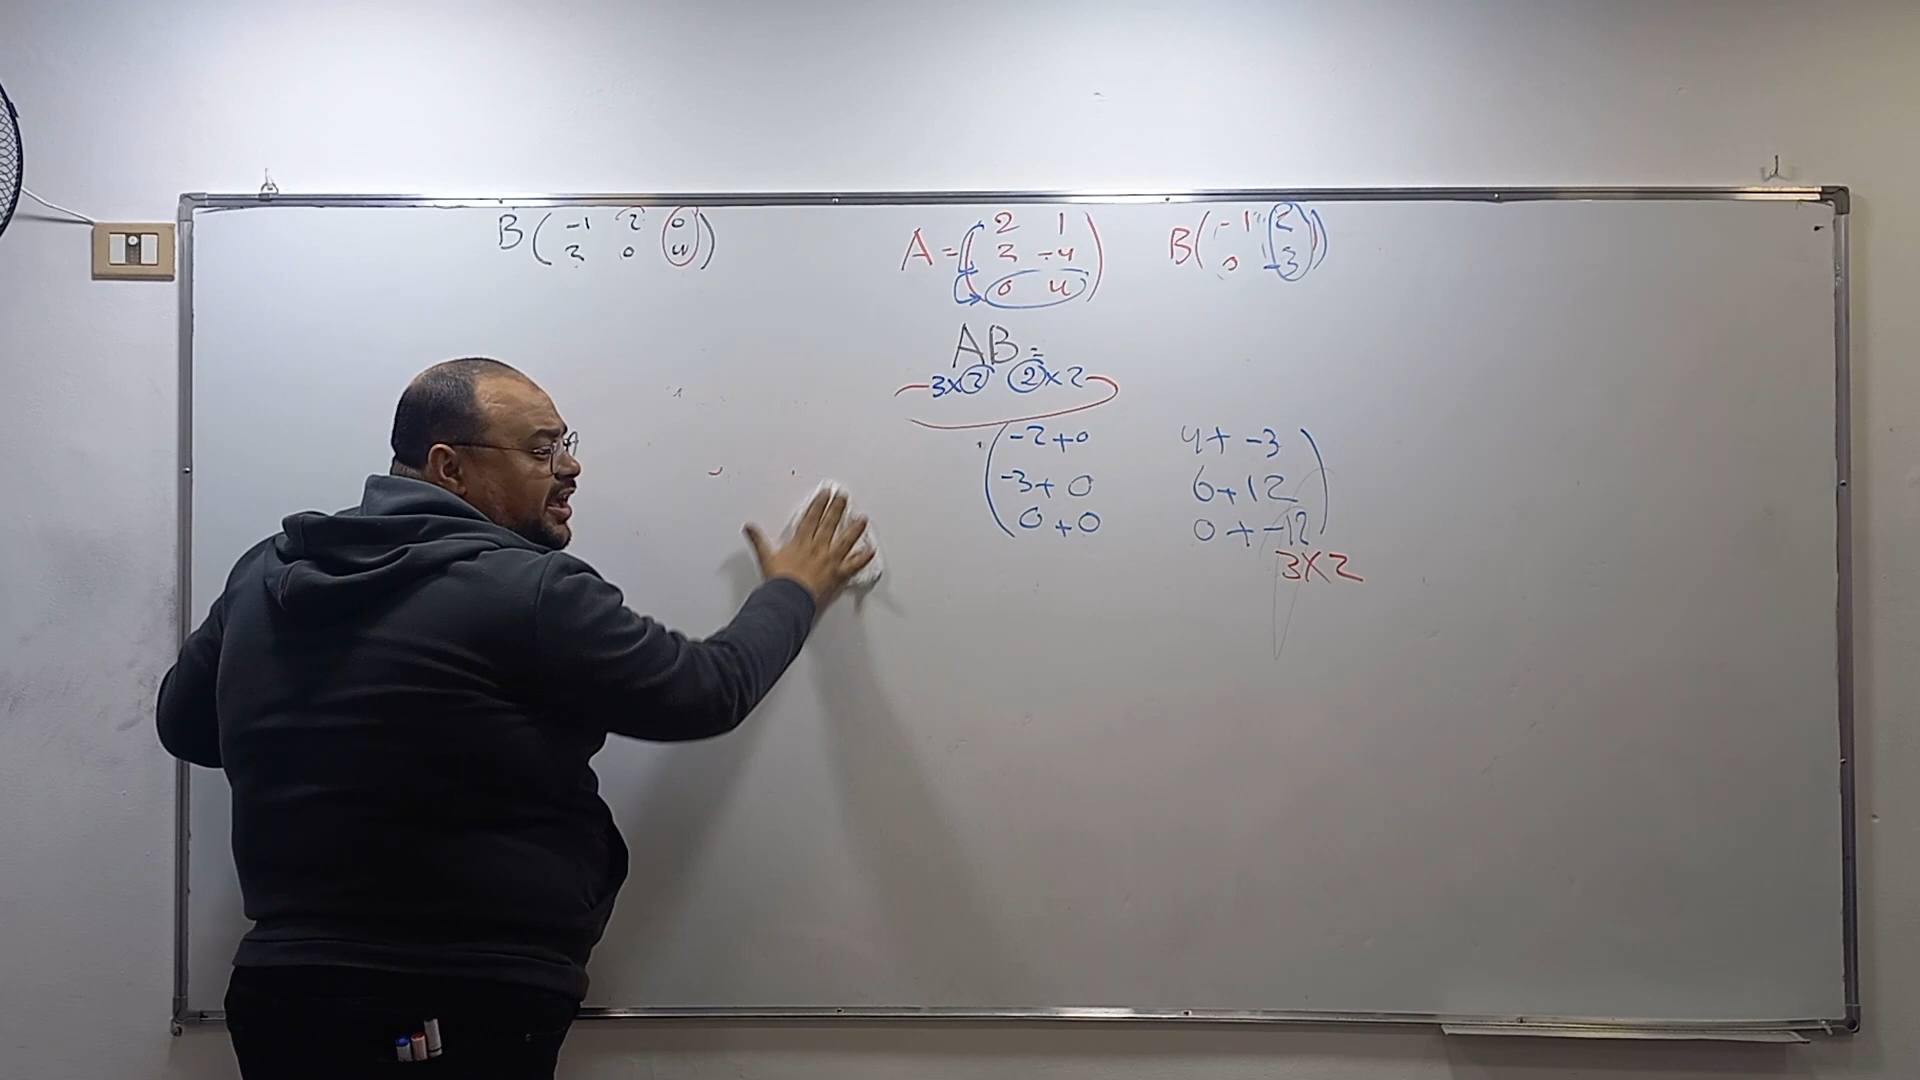 B ( -1 2 0
3 0 4 )
A = ( 2 1
3 -4
0 4 )
B ( -1 2
0 -3 )
AB =
3x2 2x2
( -2+0 4+ -3
-3+ 0 6+12
0+0 0+ -12 )
3x2